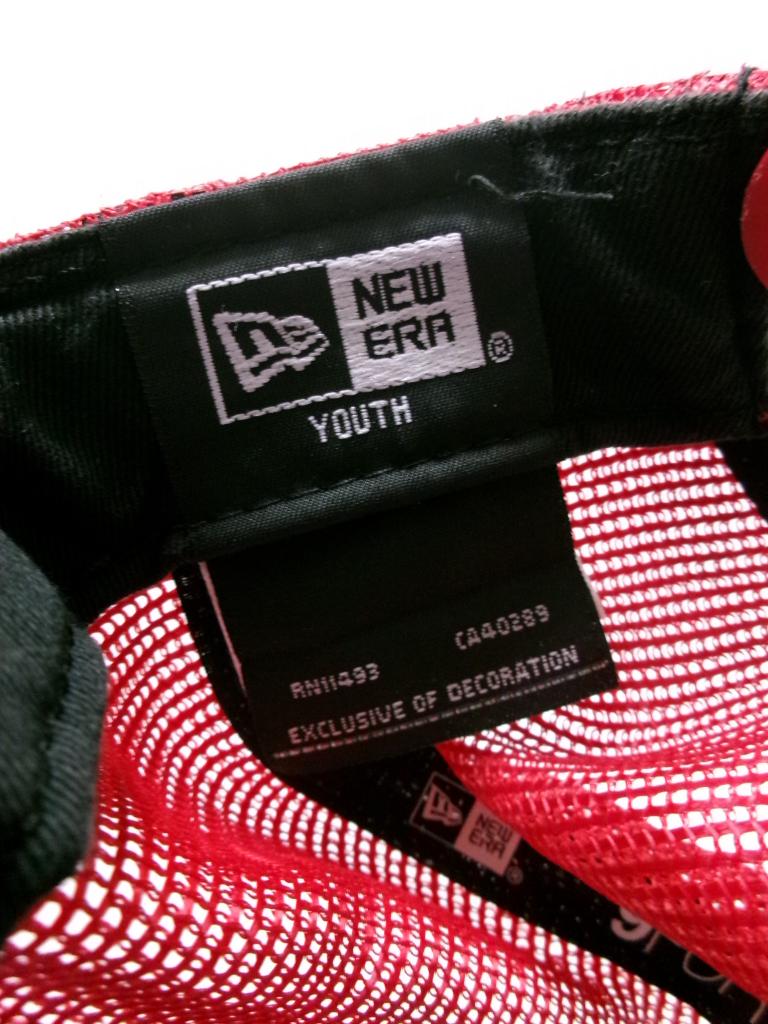 NEW
ERA
®
YOUTH
RN11493 CA40289
EXCLUSIVE OF DECORATION
NEW
ERA
®